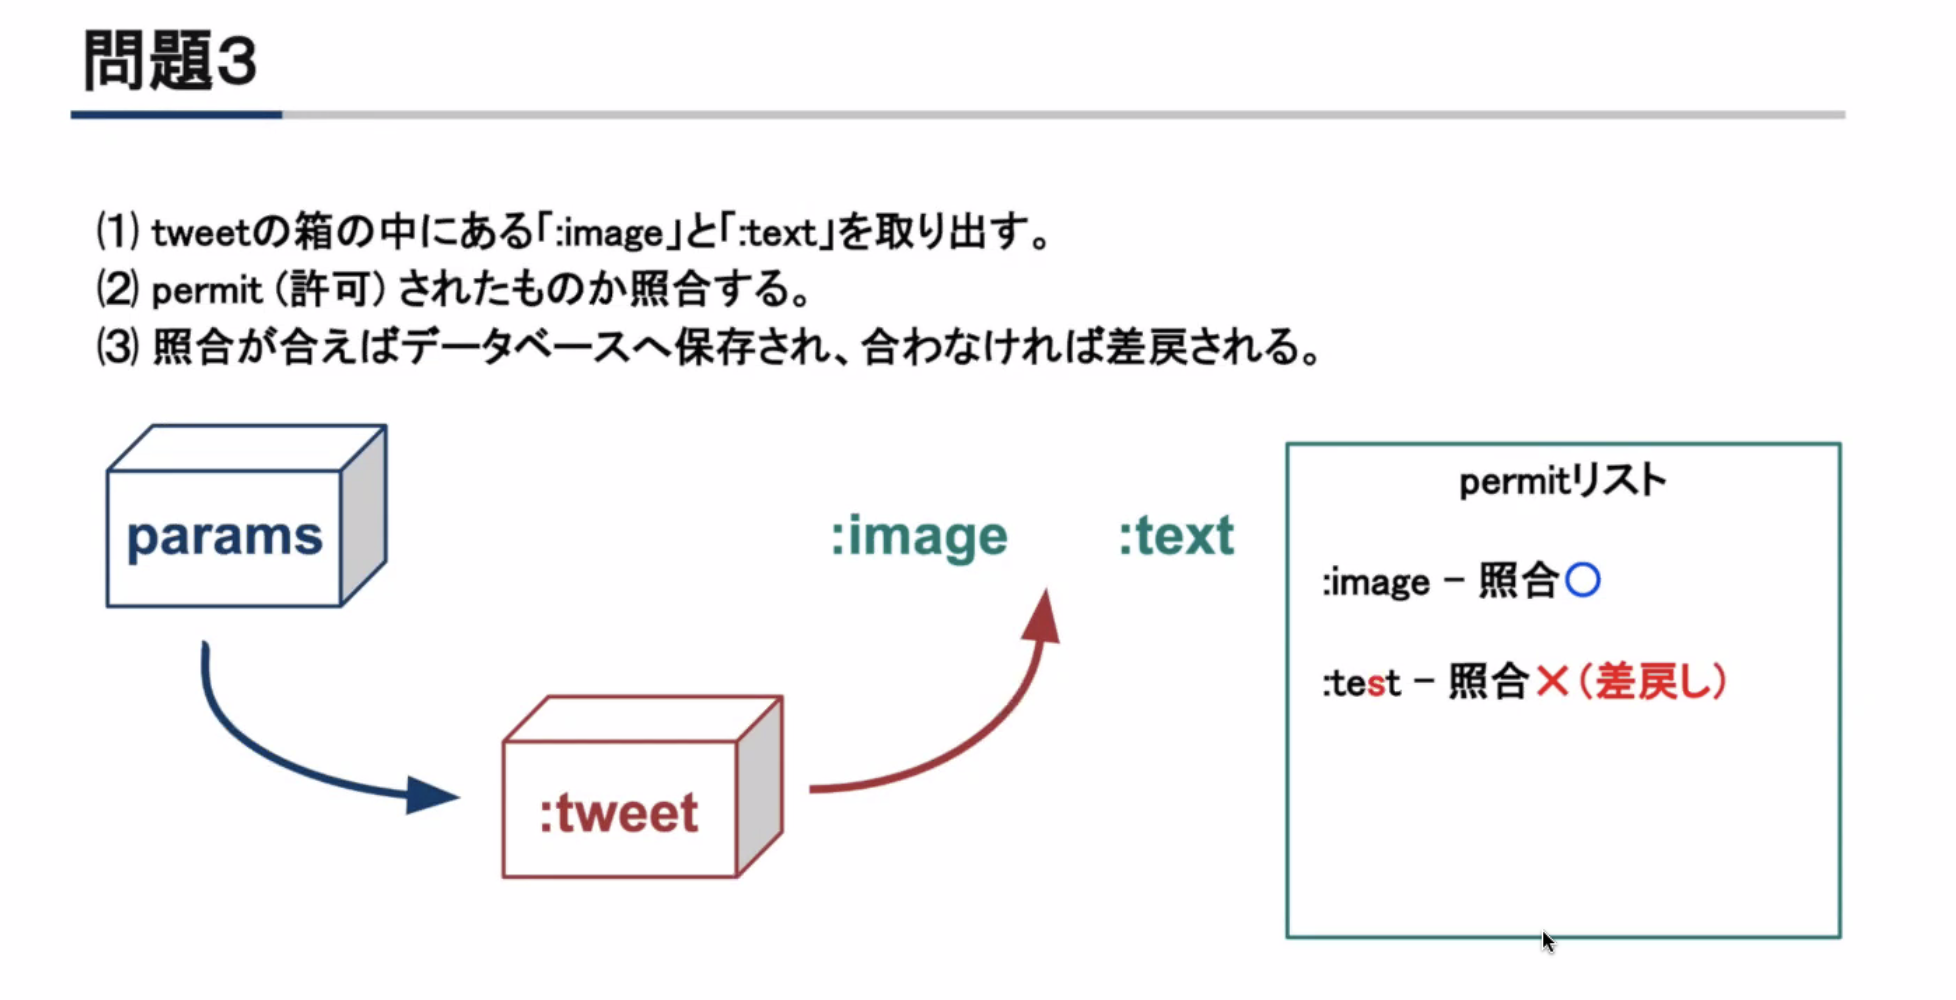 問題3
(1) tweetの箱の中にある「:image」と「:text」を取り出す。
(2) permit (許可) されたものか照合する。
(3) 照合が合えばデータベースへ保存され、合わなければ差戻される。
params
:tweet
:image
:text
permitリスト
:image – 照合〇
:test – 照合×(差戻し)